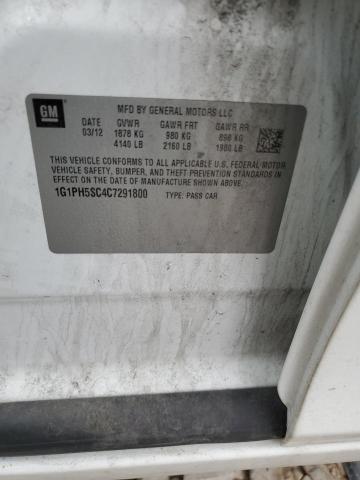 GM
MFD BY GENERAL MOTORS LLC
DATE GVWR GAWR FRT GAWR RR
03/12 1878 KG 980 KG 898 KG
4140 LB 2160 LB 1980 LB
THIS VEHICLE CONFORMS TO ALL APPLICABLE U.S. FEDERAL MOTOR
VEHICLE SAFETY, BUMPER, AND THEFT PREVENTION STANDARDS
IN EFFECT ON THE DATE OF MANUFACTURE SHOWN ABOVE.
1G1PH5SC4C7291800 TYPE: PASS CAR